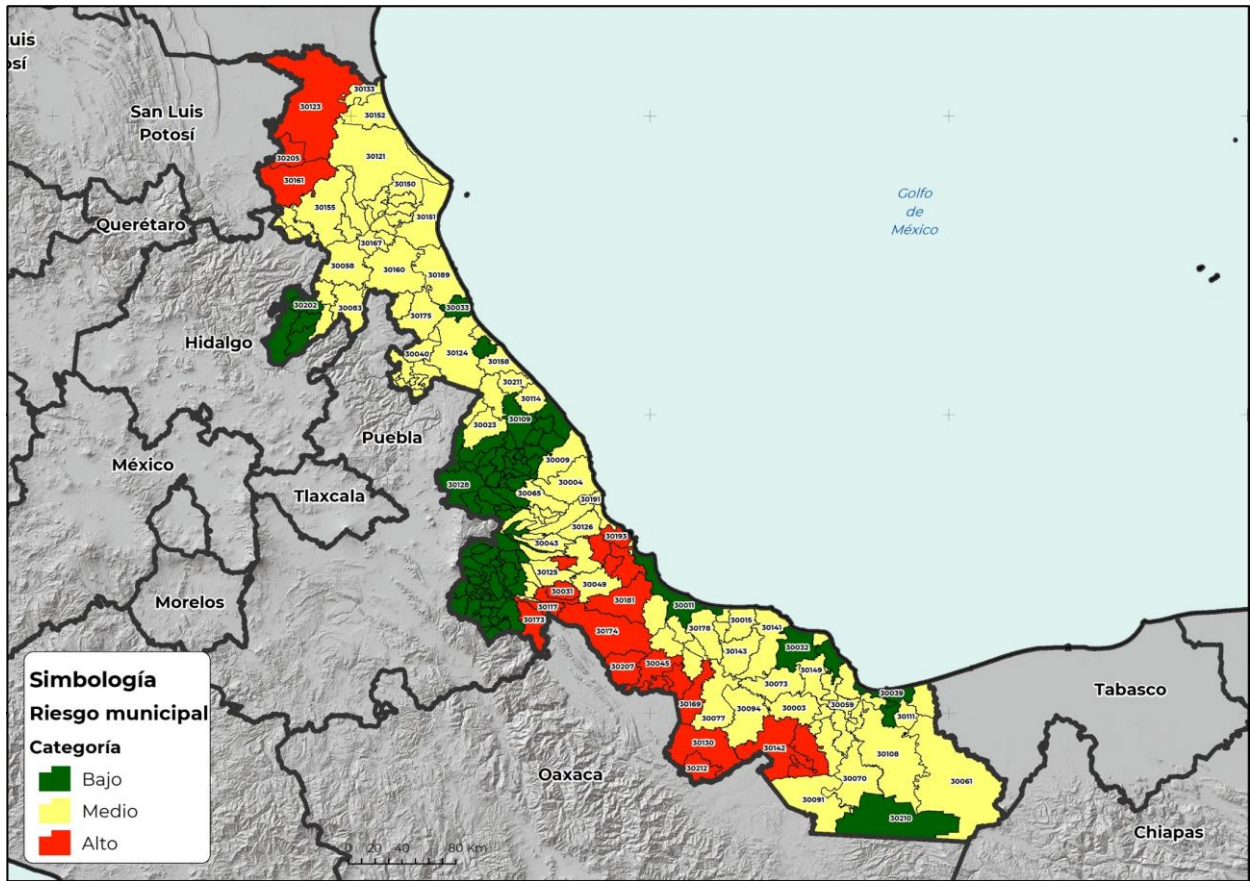 uis
osí
San Luis
Potosí
Querétaro
Hidalgo
Puebla
México
Tlaxcala
Morelos
Oaxaca
Tabasco
Chiapas
Golfo
de
México
30133
30123
30152
30121
30205
30161
30150
30155
30151
30167
30058
30160
30189
30202
30083
30033
30175
30040
30124
30158
30211
30114
30109
30023
30009
30128
30065
30004
30191
30126
30193
30043
30125
30049
30031
30181
30011
30117
30173
30174
30178
30015
30141
30143
30032
30207
30045
30149
30073
30039
30169
30077
30094
30003
30059
30111
30130
30142
30108
30212
30070
30061
30091
30210
Simbología
Riesgo municipal
Categoría
Bajo
Medio
Alto
0 20 40 80 Km